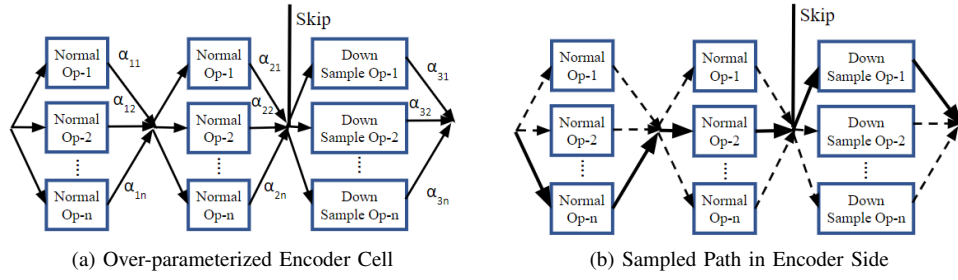 Skip
Normal Op-1
α11
Normal Op-1
α21
Down Sample Op-1
α31
Normal Op-2
α12
Normal Op-2
α22
Down Sample Op-2
α32
⋮
⋮
⋮
Normal Op-n
α1n
Normal Op-n
α2n
Down Sample Op-n
α3n
(a) Over-parameterized Encoder Cell
Skip
Normal Op-1
Normal Op-1
Down Sample Op-1
Normal Op-2
Normal Op-2
Down Sample Op-2
⋮
⋮
⋮
Normal Op-n
Normal Op-n
Down Sample Op-n
(b) Sampled Path in Encoder Side